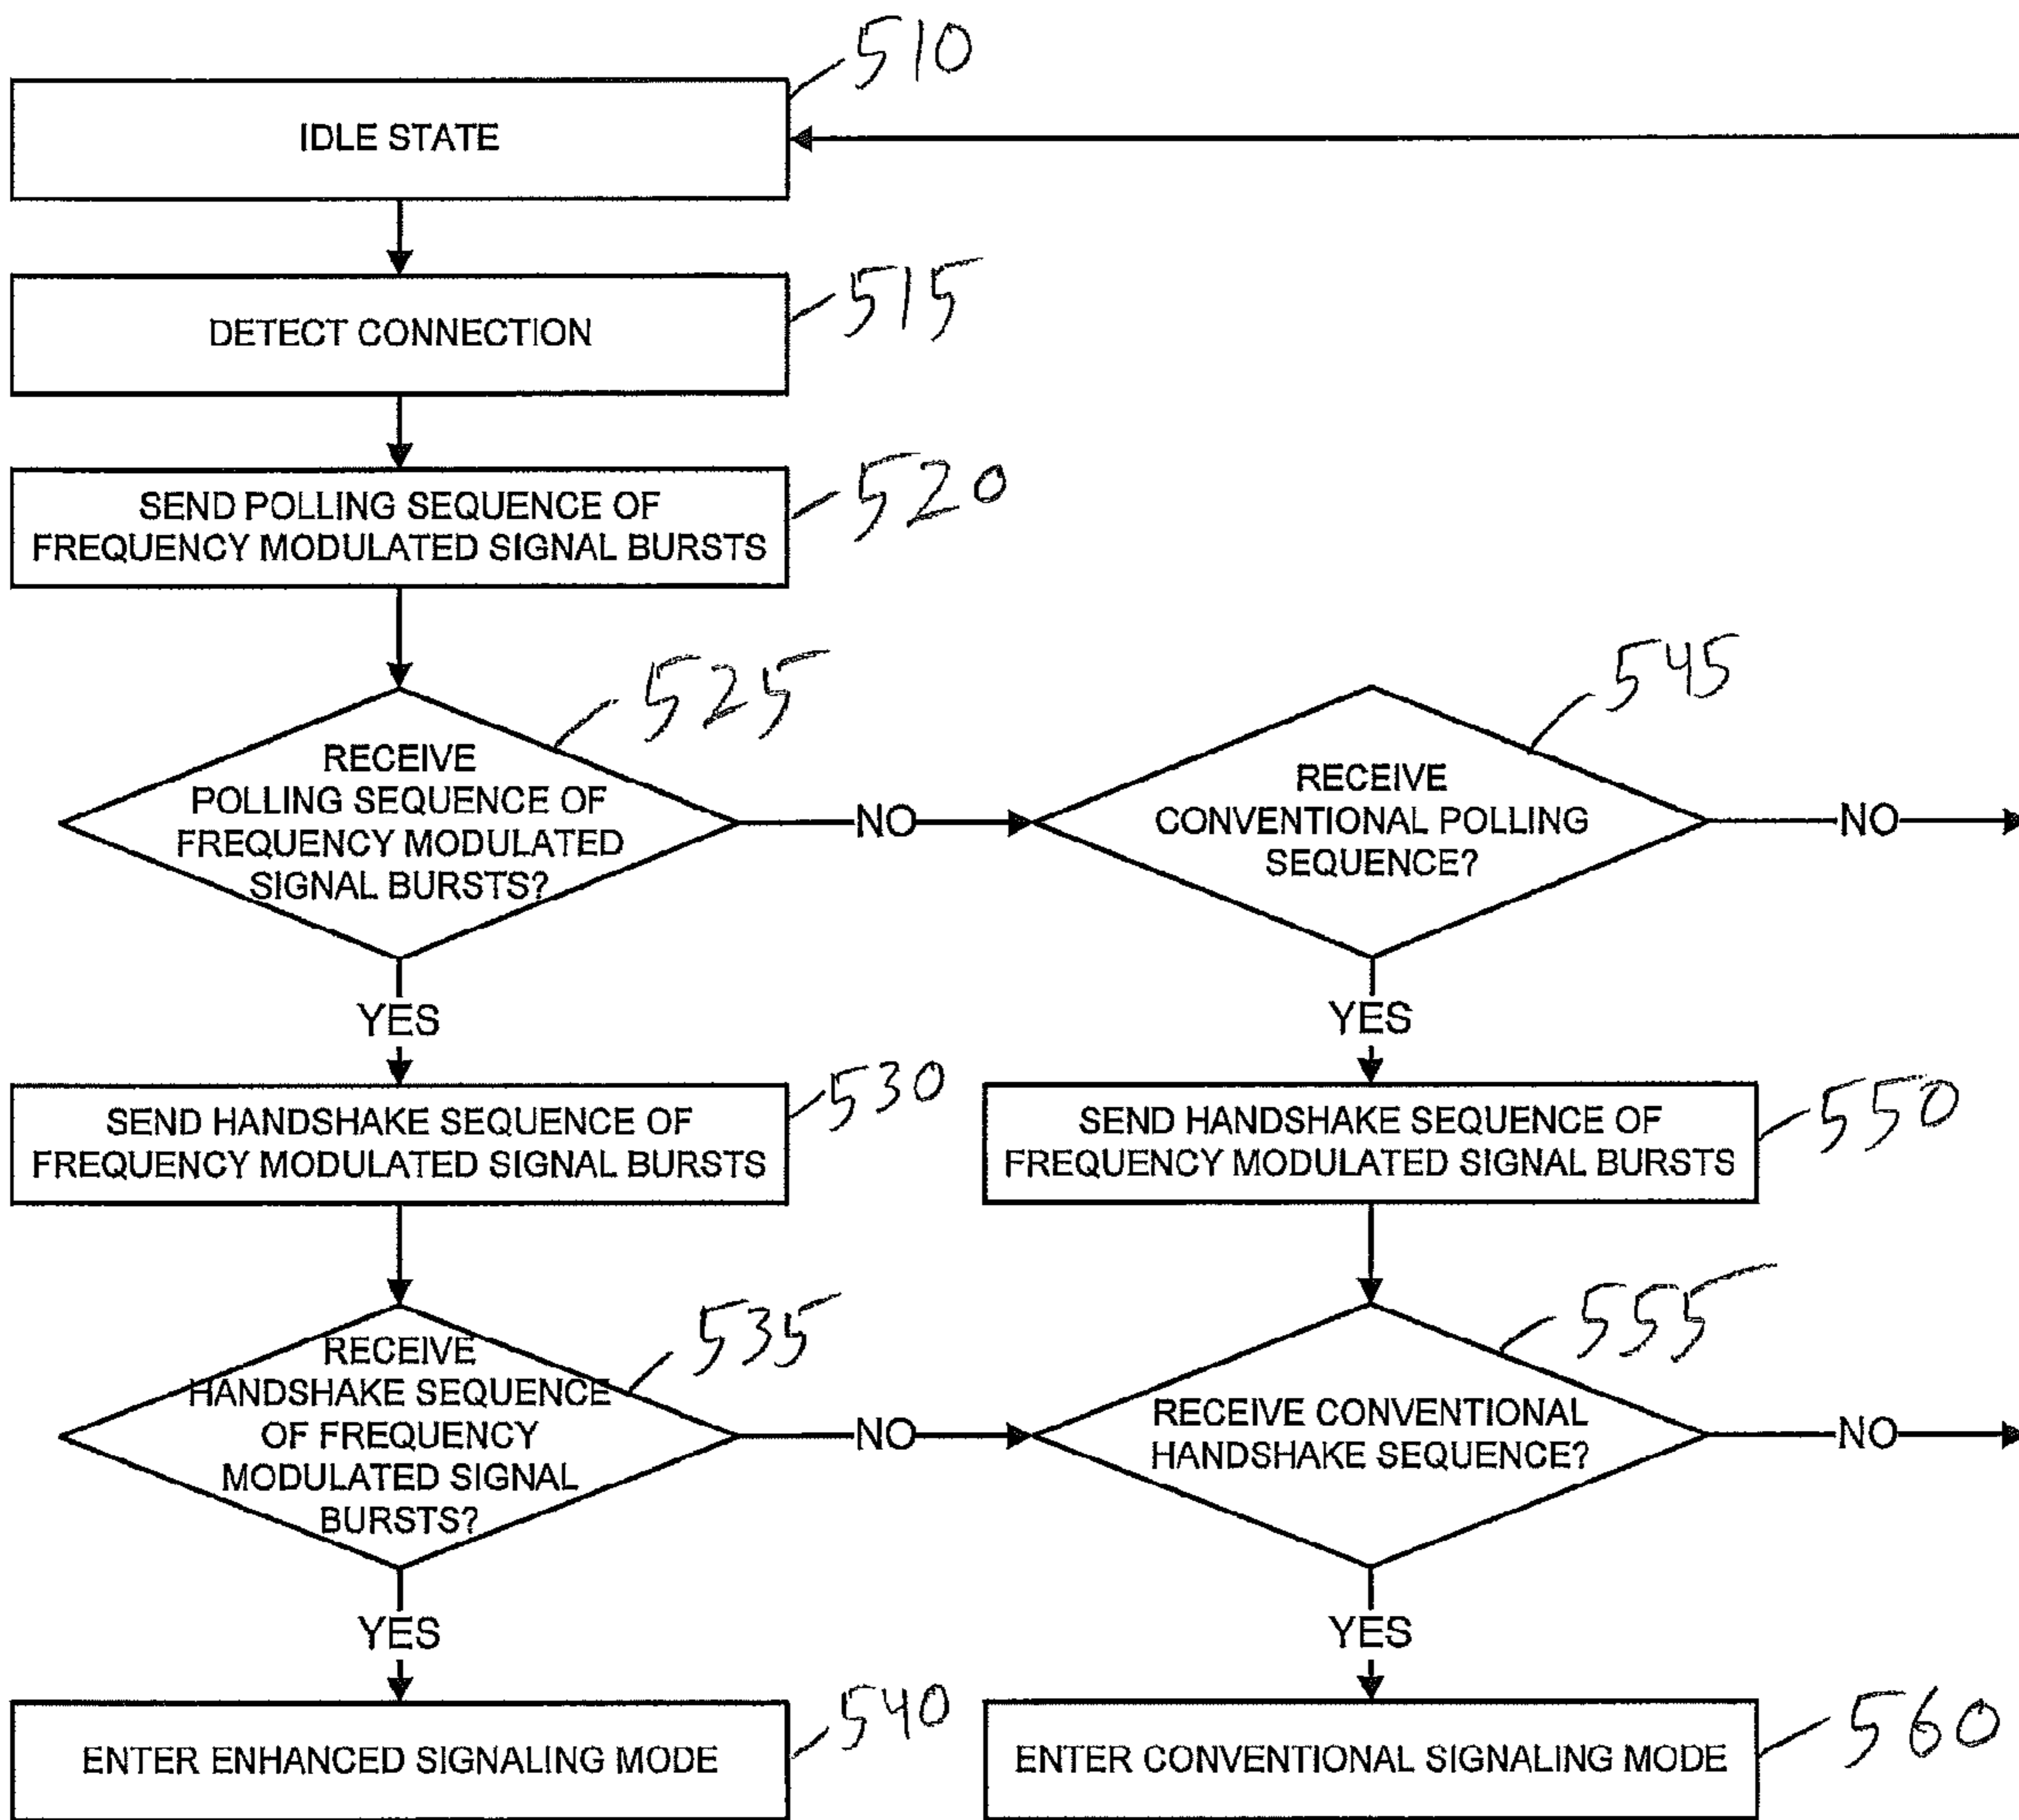 510
IDLE STATE
515
DETECT CONNECTION
520
SEND POLLING SEQUENCE OF
FREQUENCY MODULATED SIGNAL BURSTS
525
RECEIVE
POLLING SEQUENCE OF
FREQUENCY MODULATED
SIGNAL BURSTS?
NO
545
RECEIVE
CONVENTIONAL POLLING
SEQUENCE?
NO
YES
YES
530
SEND HANDSHAKE SEQUENCE OF
FREQUENCY MODULATED SIGNAL BURSTS
550
SEND HANDSHAKE SEQUENCE OF
FREQUENCY MODULATED SIGNAL BURSTS
535
RECEIVE
HANDSHAKE SEQUENCE
OF FREQUENCY
MODULATED SIGNAL
BURSTS?
NO
555
RECEIVE CONVENTIONAL
HANDSHAKE SEQUENCE?
NO
YES
YES
540
ENTER ENHANCED SIGNALING MODE
560
ENTER CONVENTIONAL SIGNALING MODE